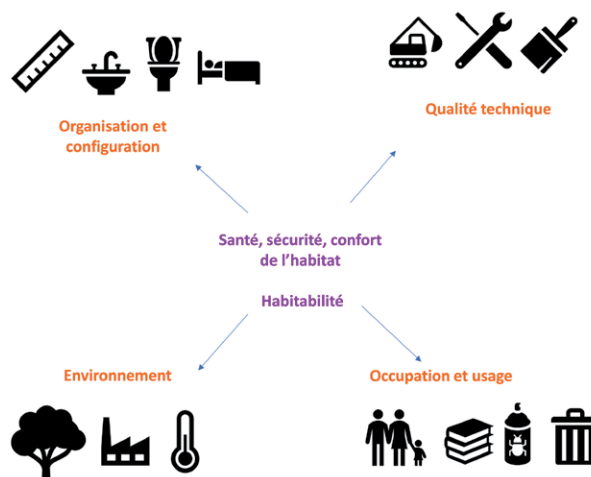 Organisation et
configuration
Qualité technique
Santé, sécurité, confort
de l’habitat
Habitabilité
Environnement
Occupation et usage